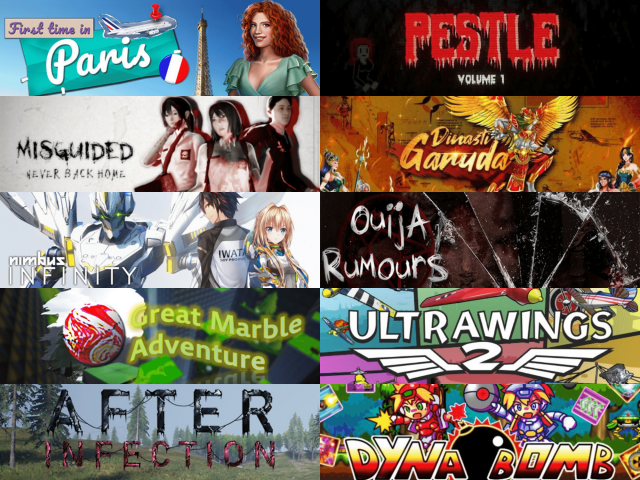 First time in
Paris
PESTLE
VOLUME 1
MISGUIDED
NEVER BACK HOME
Dinasti
Garuda
nimbus
INFINITY
IWATA
OuijA
RumouRs
Great Marble
Adventure
ULTRAWINGS
2
AFTER
INFECTION
DYNA BOMB